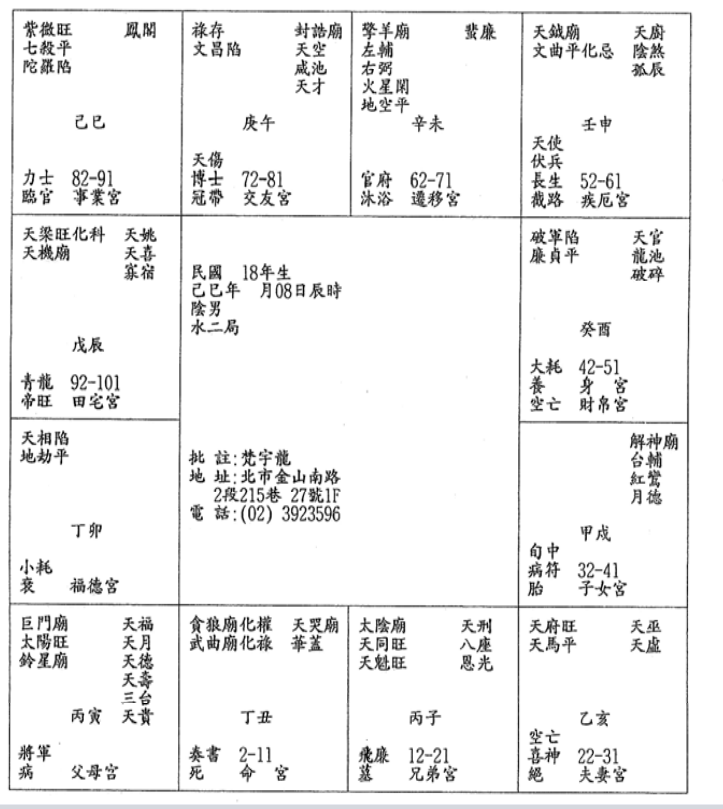 紫微旺 鳳閣
七殺平
陀羅陷
己巳
力士 82-91
臨官 事業宮
祿存 封誥廟
文昌陷 天空
咸池
天才
庚午
天傷
博士 72-81
冠帶 交友宮
擎羊廟 蜚廉
左輔
右弼
火星閑
地空平
辛未
官府 62-71
沐浴 遷移宮
天鉞廟 天廚
文曲平化忌 陰煞
孤辰
壬申
天使
伏兵
長生 52-61
截路 疾厄宮
天梁旺化科 天姚
天機廟 天喜
寡宿
戊辰
青龍 92-101
帝旺 田宅宮
民國 18年生
己巳年 月08日辰時
陰男
水二局
批 註:梵宇龍
地 址:北市金山南路
2段215巷 27號1F
電 話:(02) 3923596
破軍陷 天官
廉貞平 龍池
破碎
癸酉
大耗 42-51
養 身 宮
空亡 財帛宮
天相陷
地劫平
丁卯
小耗
衰 福德宮
解神廟
台輔
紅鸞
月德
甲戌
旬中
病符 32-41
胎 子女宮
巨門廟 天福
太陽旺 天月
鈴星廟 天德
天壽
三台
丙寅 天貴
將軍
病 父母宮
貪狼廟化權 天哭廟
武曲廟化祿 華蓋
丁丑
奏書 2-11
死 命 宮
太陰廟 天刑
天同旺 八座
天魁旺 恩光
丙子
飛廉 12-21
墓 兄弟宮
天府旺 天巫
天馬平 天虛
乙亥
空亡
喜神 22-31
絕 夫妻宮